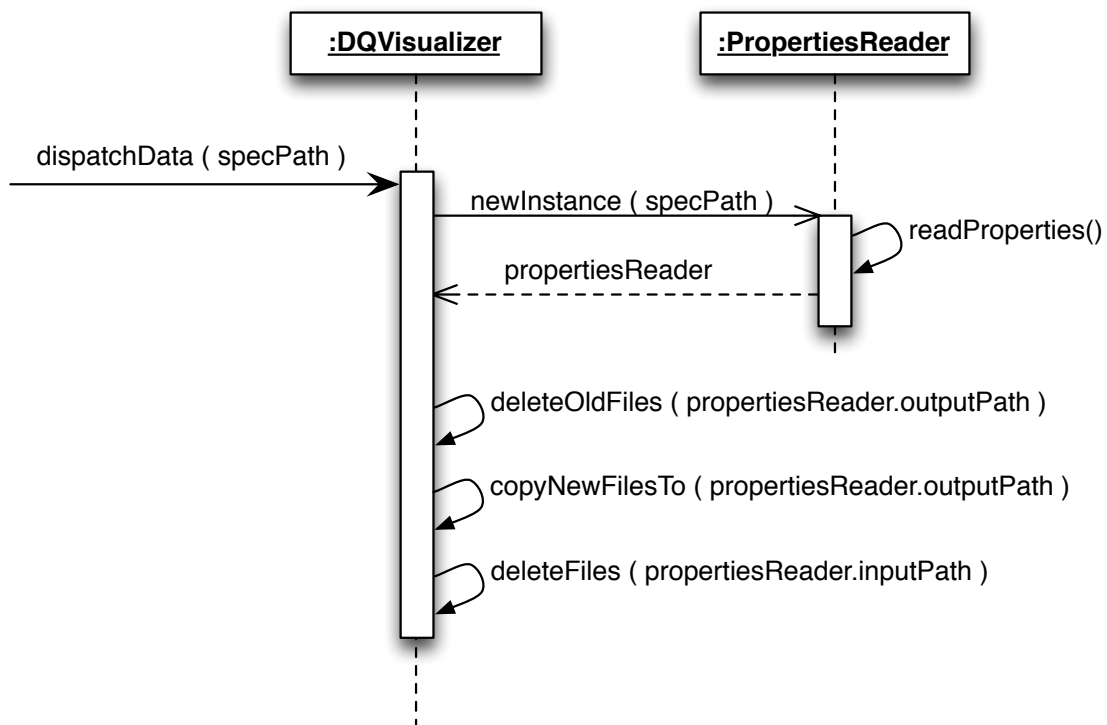 :DQVisualizer
:PropertiesReader
dispatchData ( specPath )
newInstance ( specPath )
readProperties()
propertiesReader
deleteOldFiles ( propertiesReader.outputPath )
copyNewFilesTo ( propertiesReader.outputPath )
deleteFiles ( propertiesReader.inputPath )